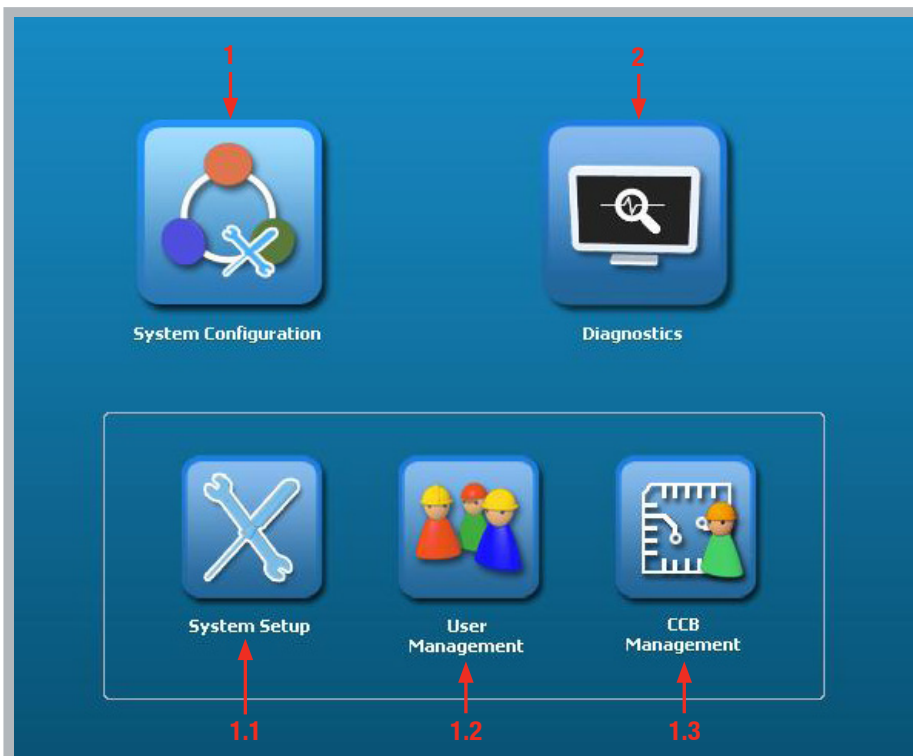 1 2
System Configuration Diagnostics
System Setup User Management CCB Management
1.1 1.2 1.3